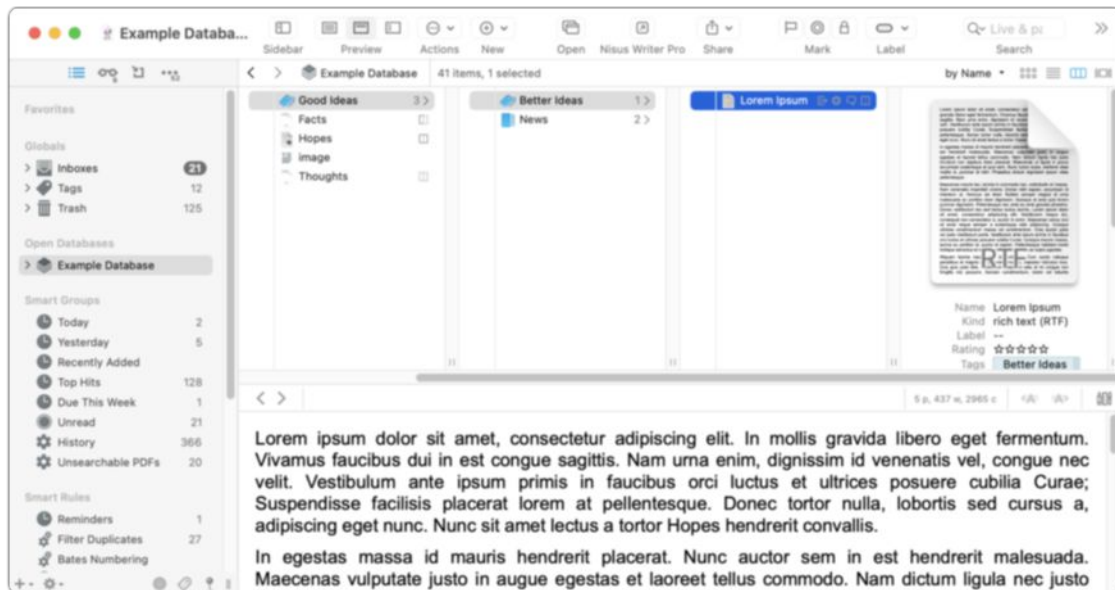 Example Databa...
Sidebar
Preview
Actions
New
Open
Nisus Writer Pro
Share
Mark
Label
Live &
Search
Example Database
41 items, 1 selected
by Name
Favorites
Globals
Inboxes 21
Tags 12
Trash 125
Open Databases
Example Database
Smart Groups
Today 2
Yesterday 5
Recently Added
Top Hits 128
Due This Week 1
Unread 21
History 366
Unsearchable PDFs 20
Smart Rules
Reminders 1
Filter Duplicates 27
Bates Numbering
Good Ideas 3
Facts
Hopes
image
Thoughts
Better Ideas 1
News 2
Lorem Ipsum
RTF
Name Lorem Ipsum
Kind rich text (RTF)
Label --
Rating ☆☆☆☆☆
Tags Better Ideas
5 p, 437 w, 2965 c
Lorem ipsum dolor sit amet, consectetur adipiscing elit. In mollis gravida libero eget fermentum.
Vivamus faucibus dui in est congue sagittis. Nam urna enim, dignissim id venenatis vel, congue nec
velit. Vestibulum ante ipsum primis in faucibus orci luctus et ultrices posuere cubilia Curae;
Suspendisse facilisis placerat lorem at pellentesque. Donec tortor nulla, lobortis sed cursus a,
adipiscing eget nunc. Nunc sit amet lectus a tortor Hopes hendrerit convallis.
In egestas massa id mauris hendrerit placerat. Nunc auctor sem in est hendrerit malesuada.
Maecenas vulputate justo in augue egestas et laoreet tellus commodo. Nam dictum ligula nec justo